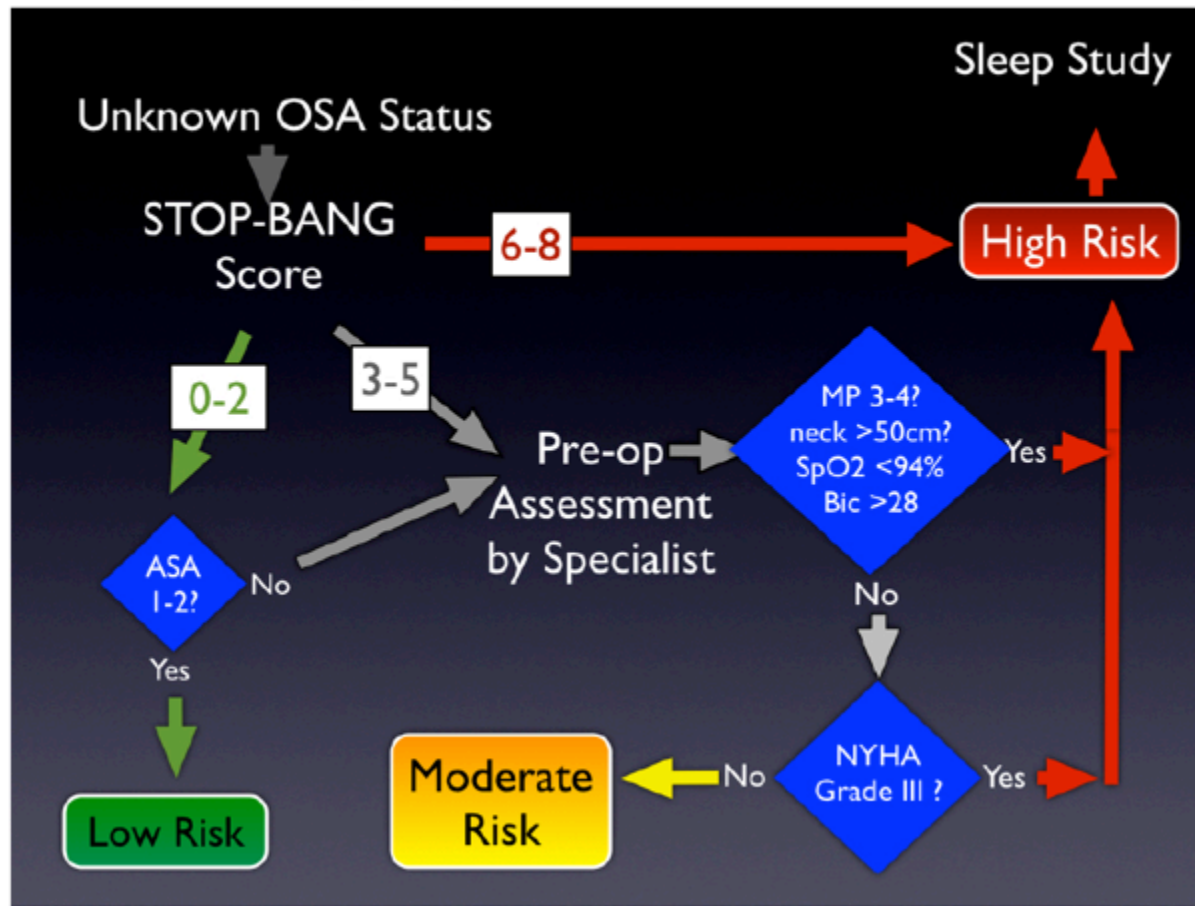 Sleep Study
Unknown OSA Status
STOP-BANG
Score
6-8
High Risk
0-2
3-5
MP 3-4?
neck >50cm?
SpO2 <94%
Bic >28
Yes
Pre-op
Assessment
by Specialist
ASA
1-2?
No
No
Yes
NYHA
Grade III ?
No
Yes
Moderate
Risk
Low Risk